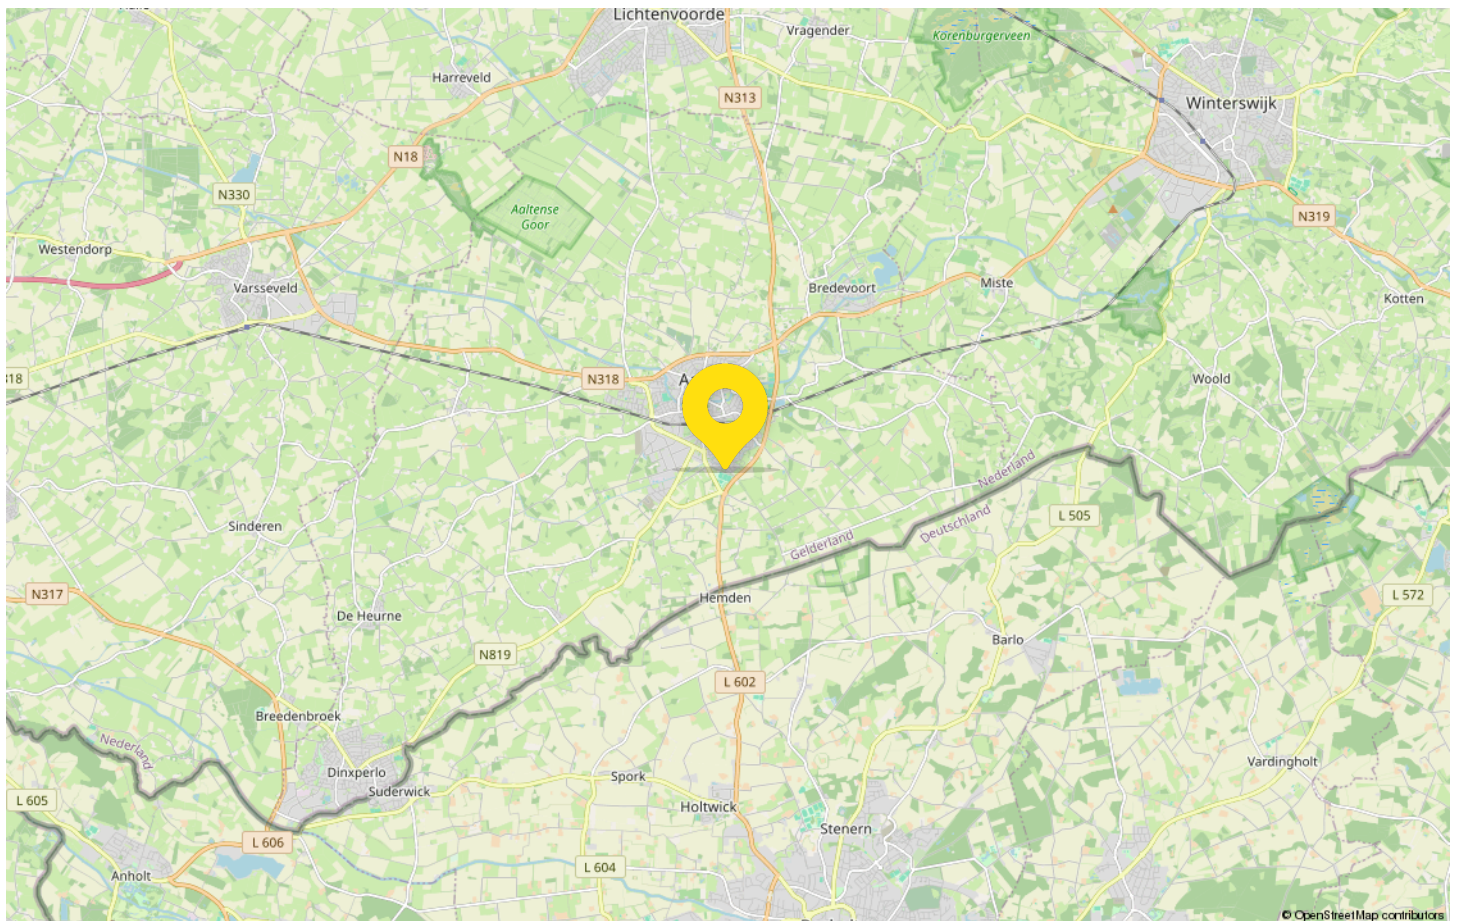 Lichtenvoorde
Vragender
Korenburgerveen
Harreveld
N313
Winterswijk
N18
N330
Aaltense
Goor
N319
Westendorp
Varsseveld
Bredevoort
Miste
Kotten
N318
Woold
Nederland
Deutschland
Gelderland
L 505
Sinderen
N317
De Heurne
Hemden
L 572
Barlo
N819
L 602
Breedenbroek
Nederland
Dinxperlo
Suderwick
Spork
Vardingholt
L 605
Holtwick
Stenern
L 606
L 604
Anholt
© OpenStreetMap contributors